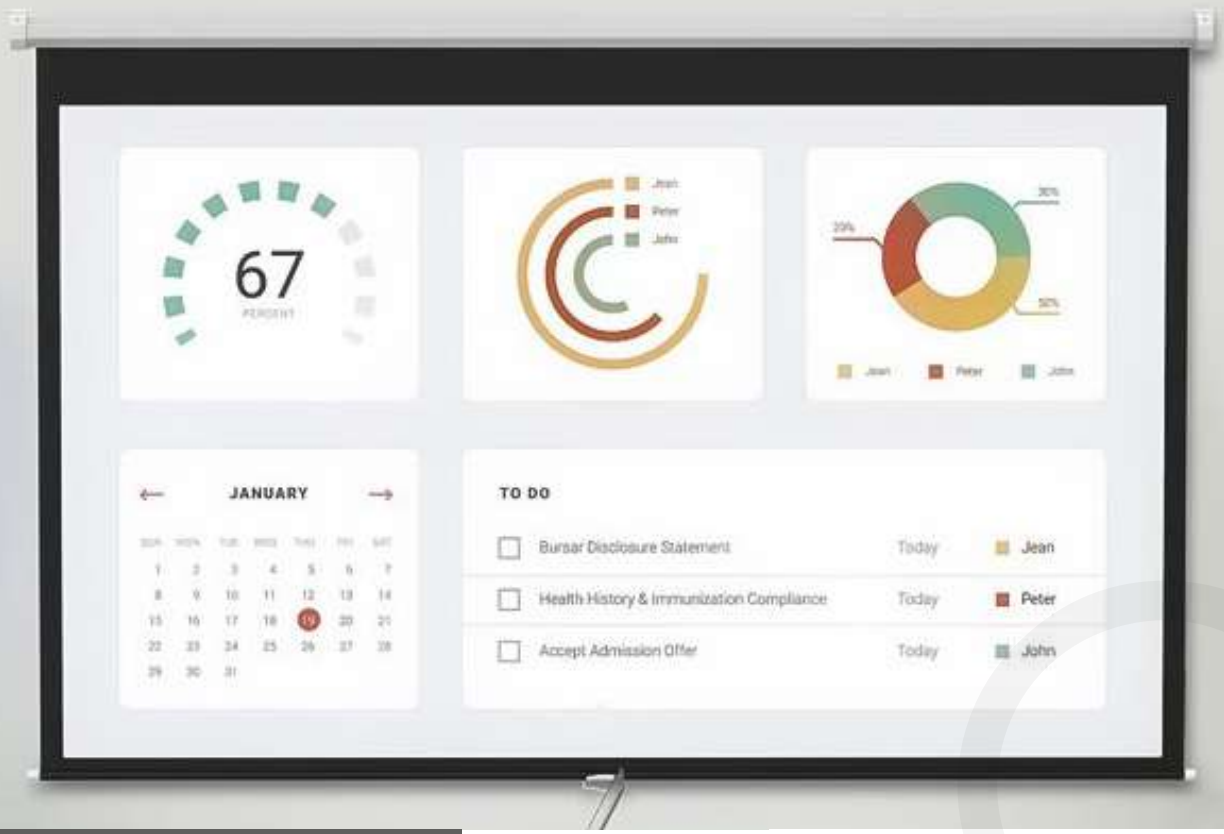 67
PERCENT
Jean
Peter
John
30%
20%
50%
Jean Peter John
JANUARY
SUN MON TUE WED THU FRI SAT
1 2 3 4 5 6 7
8 9 10 11 12 13 14
15 16 17 18 19 20 21
22 23 24 25 26 27 28
29 30 31
TO DO
Bursar Disclosure Statement Today Jean
Health History & Immunization Compliance Today Peter
Accept Admission Offer Today John